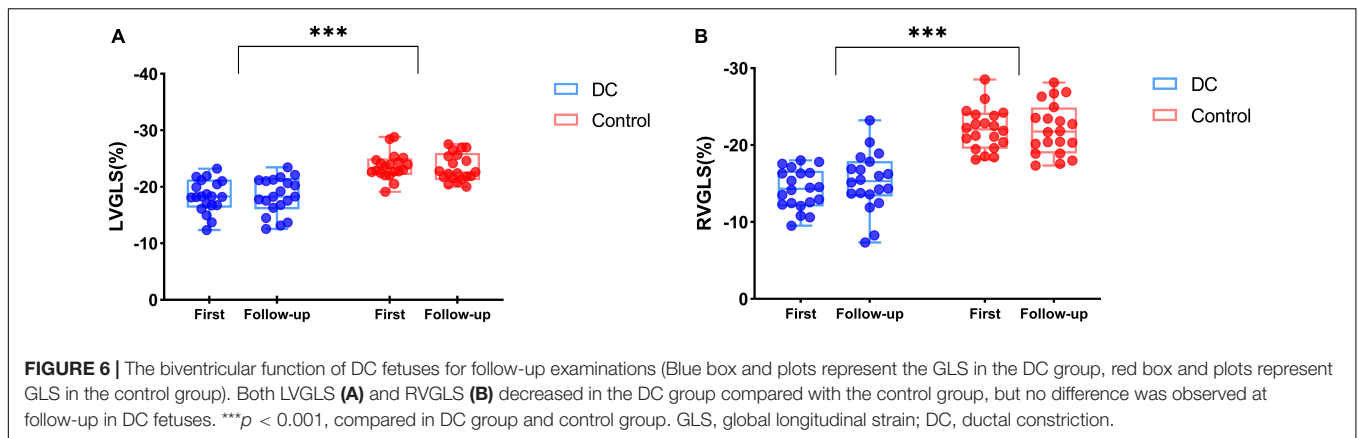 A
***
LVGLS(%)
-40
-30
-20
-10
0
First
Follow-up
First
Follow-up
DC
Control
B
***
RVGLS(%)
-30
-20
-10
0
First
Follow-up
First
Follow-up
DC
Control
FIGURE 6 | The biventricular function of DC fetuses for follow-up examinations (Blue box and plots represent the GLS in the DC group, red box and plots represent
GLS in the control group). Both LVGLS (A) and RVGLS (B) decreased in the DC group compared with the control group, but no difference was observed at
follow-up in DC fetuses. ***p < 0.001, compared in DC group and control group. GLS, global longitudinal strain; DC, ductal constriction.